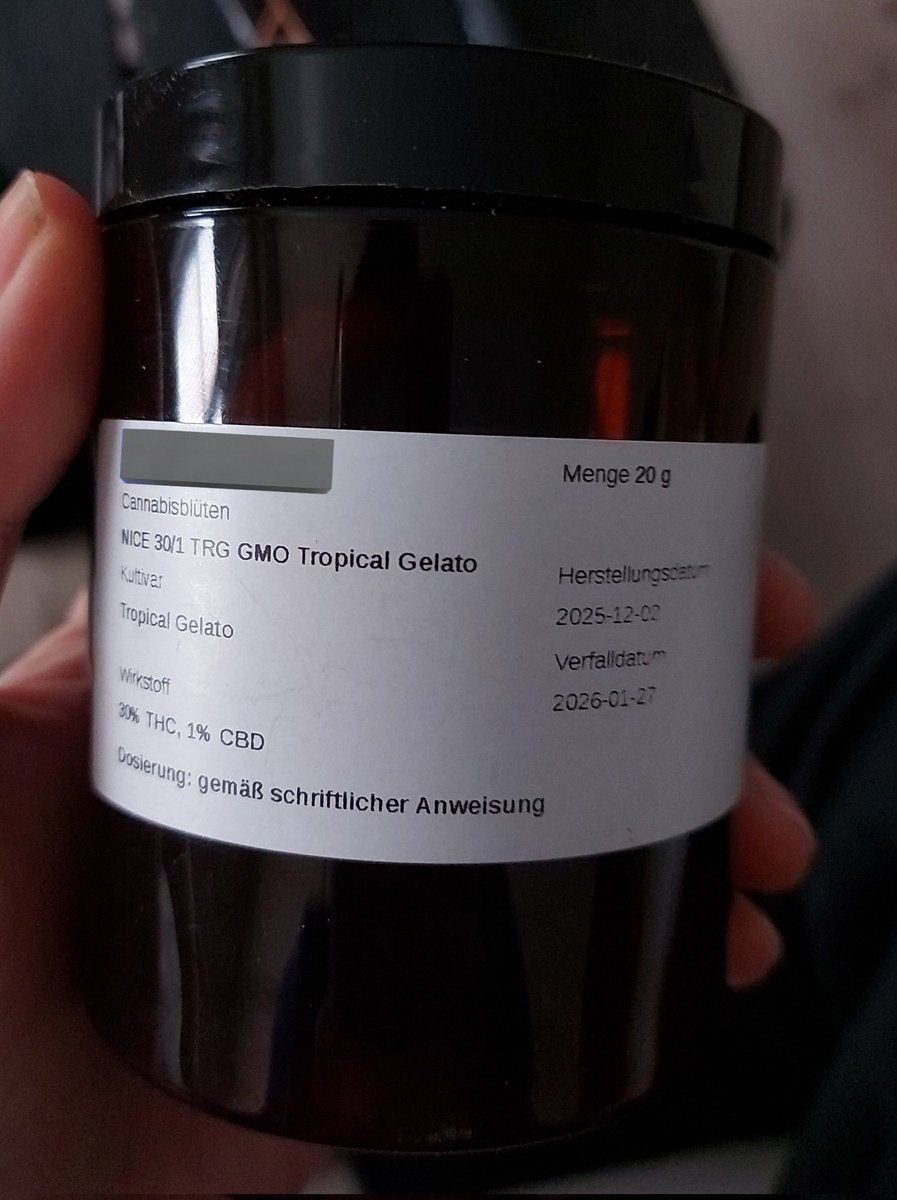 Cannabisblüten
NICE 30/1 TRG GMO Tropical Gelato
Kultivar
Tropical Gelato
Wirkstoff
30% THC, 1% CBD
Dosierung: gemäß schriftlicher Anweisung
Menge 20 g
Herstellungsdatum
2025-12-02
Verfalldatum
2026-01-27